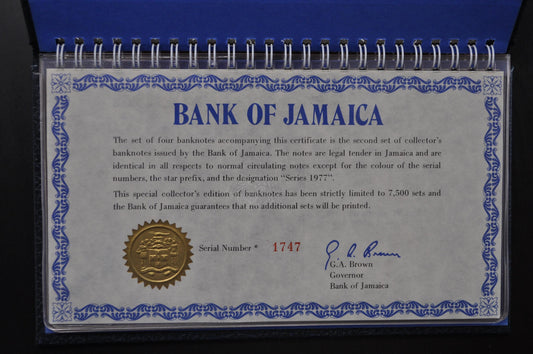 BANK OF JAMAICA
The set of four banknotes accompanying this certificate is the second set of collector's
banknotes issued by the Bank of Jamaica. The notes are legal tender in Jamaica and are
identical in all respects to normal circulating notes except for the colour of the serial
numbers, the star prefix, and the designation "Series 1977".
This special collector's edition of banknotes has been strictly limited to 7,500 sets and
the Bank of Jamaica guarantees that no additional sets will be printed.
Serial Number * 1747
G. A. Brown
G.A. Brown
Governor
Bank of Jamaica